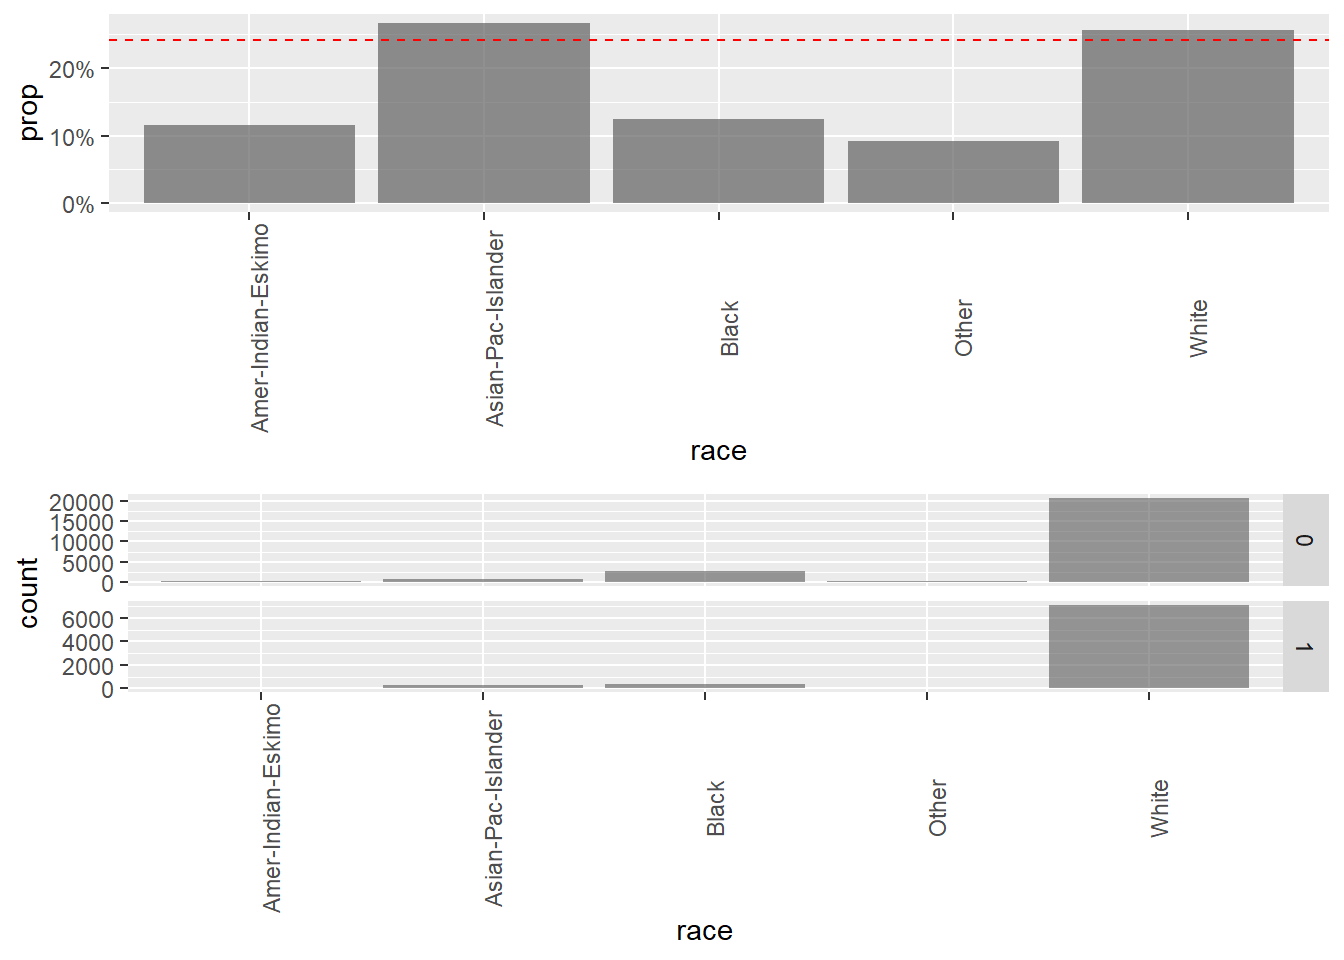 prop
20%
10%
0%
Amer-Indian-Eskimo
Asian-Pac-Islander
Black
Other
White
race
count
20000
15000
10000
5000
0
0
6000
4000
2000
0
1
Amer-Indian-Eskimo
Asian-Pac-Islander
Black
Other
White
race